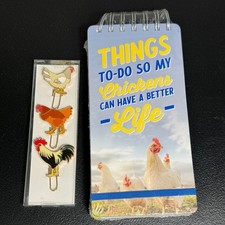 THINGS
TO-DO SO MY
Chickens
CAN HAVE A BETTER
Life